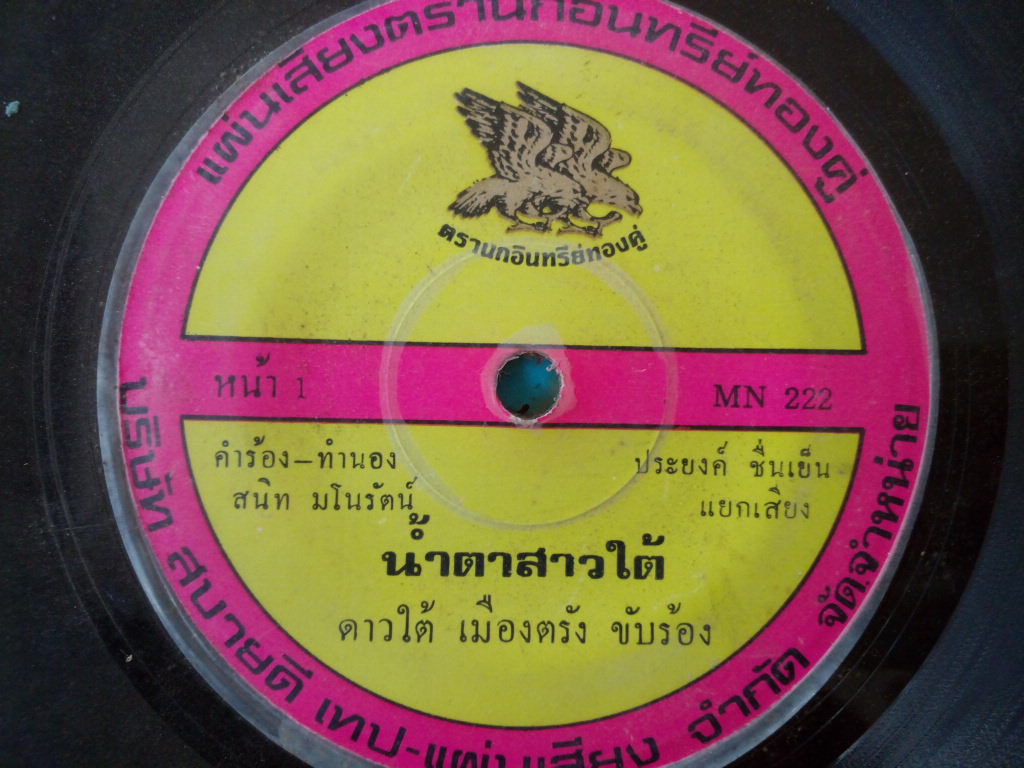 แผ่นเสียงตรานกอินทรีย์ทองคู่
ตรานกอินทรีย์ทองคู่
หน้า 1
MN 222
คำร้อง-ทำนอง
สนิท มโนรัตน์
ประยงค์ ชื่นเย็น
แยกเสียง
น้ำตาสาวใต้
ดาวใต้ เมืองตรัง ขับร้อง
บริษัท สบายดี เทป-แผ่นเสียง จำกัด จัดจำหน่าย